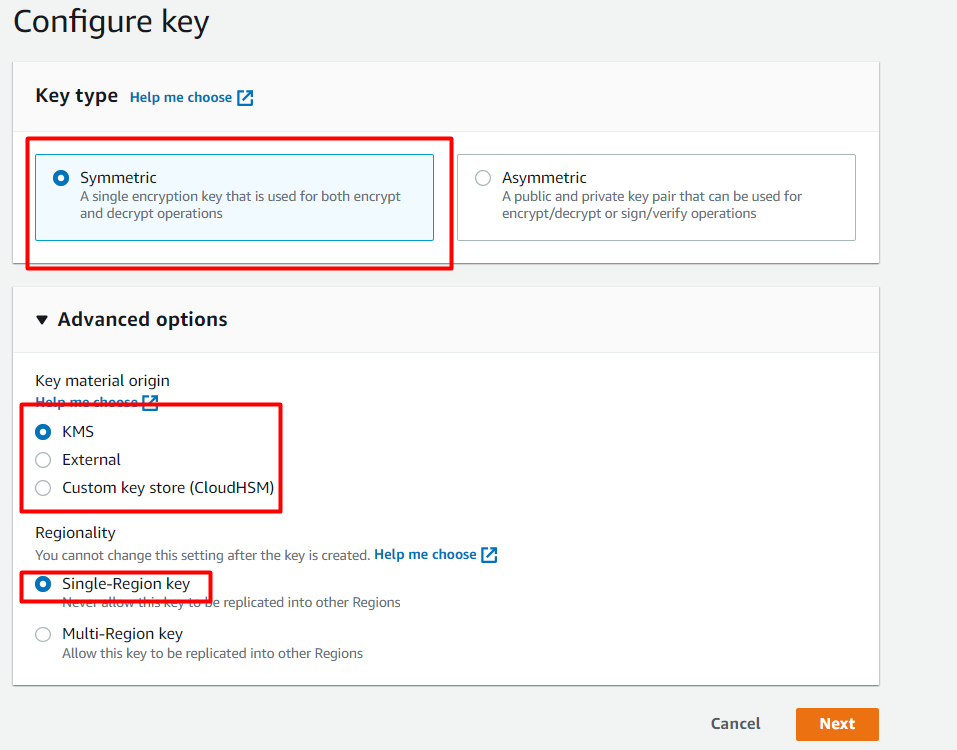 Configure key
Key type Help me choose
Symmetric
A single encryption key that is used for both encrypt
and decrypt operations
Asymmetric
A public and private key pair that can be used for
encrypt/decrypt or sign/verify operations
Advanced options
Key material origin
Help me choose
KMS
External
Custom key store (CloudHSM)
Regionality
You cannot change this setting after the key is created. Help me choose
Single-Region key
Never allow this key to be replicated into other Regions
Multi-Region key
Allow this key to be replicated into other Regions
Cancel Next